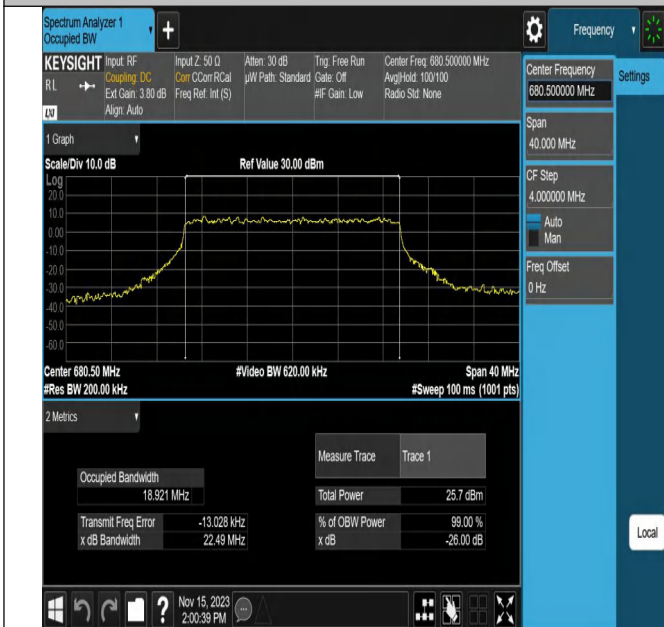 Spectrum Analyzer 1
Occupied BW
Frequency
KEYSIGHT
RL
LXI
Input: RF
Coupling: DC
Ext Gain: 3.80 dB
Align: Auto
Input Z: 50 Ω
Corr CCorr RCal
Freq Ref: Int (S)
Atten: 30 dB
µW Path: Standard
Trig: Free Run
Gate: Off
#IF Gain: Low
Center Freq: 680.500000 MHz
Avg|Hold: 100/100
Radio Std: None
Center Frequency
680.500000 MHz
Settings
Span
40.000 MHz
CF Step
4.000000 MHz
Auto
Man
Freq Offset
0 Hz
1 Graph
Scale/Div 10.0 dB
Ref Value 30.00 dBm
Log
20.0
10.0
0.00
-10.0
-20.0
-30.0
-40.0
-50.0
-60.0
Center 680.50 MHz
#Video BW 620.00 kHz
Span 40 MHz
#Res BW 200.00 kHz
#Sweep 100 ms (1001 pts)
2 Metrics
Measure Trace
Trace 1
Occupied Bandwidth
18.921 MHz
Total Power
25.7 dBm
Transmit Freq Error
-13.028 kHz
% of OBW Power
99.00 %
x dB Bandwidth
22.49 MHz
x dB
-26.00 dB
Local
?
Nov 15, 2023
2:00:39 PM